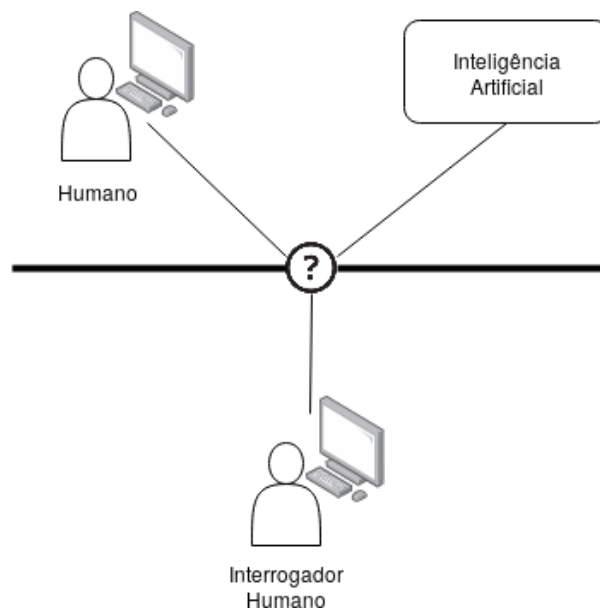 Inteligência
Artificial
Humano
?
Interrogador
Humano